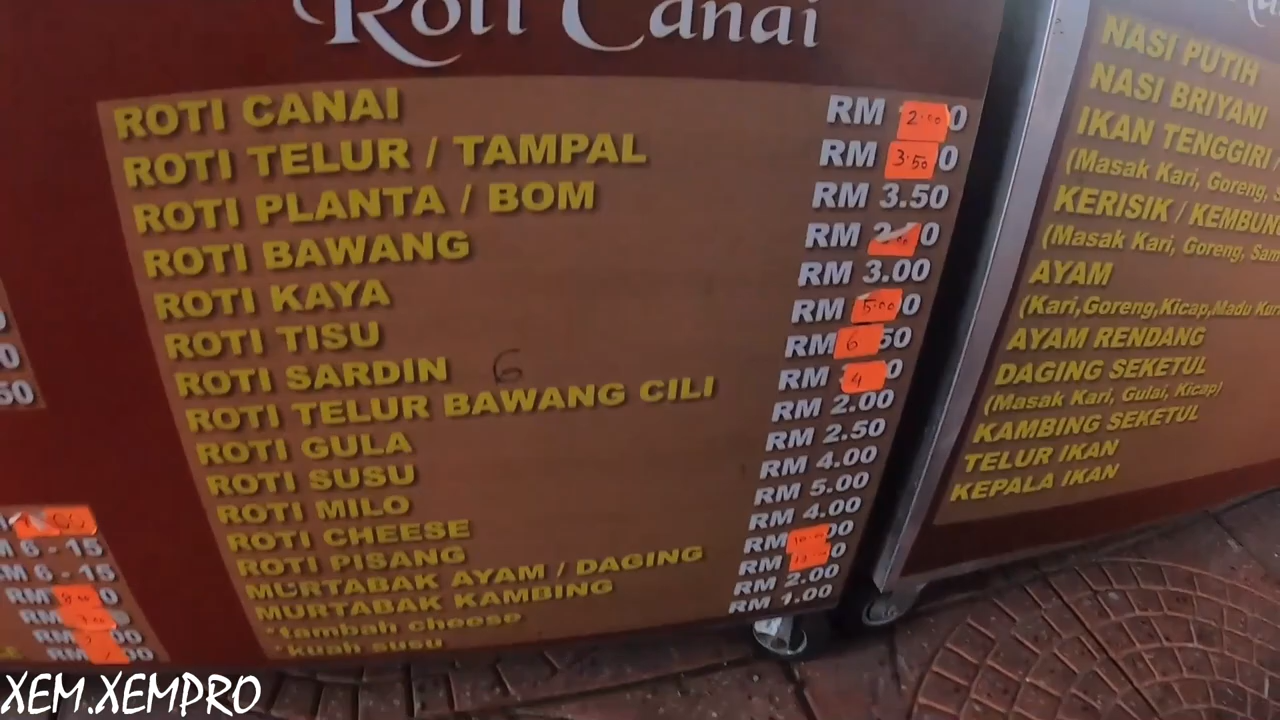 Roti Canai
ROTI CANAI RM 2.00
ROTI TELUR / TAMPAL RM 3.50
ROTI PLANTA / BOM RM 3.50
ROTI BAWANG RM
ROTI KAYA RM 3.00
ROTI TISU RM 5.00
ROTI SARDIN 6 RM 6
ROTI TELUR BAWANG CILI RM 4
ROTI GULA RM 2.00
ROTI SUSU RM 2.50
ROTI MILO RM 4.00
ROTI CHEESE RM 5.00
ROTI PISANG RM 4.00
MURTABAK AYAM / DAGING RM
MURTABAK KAMBING RM
*tambah cheese RM 2.00
*kuah susu RM 1.00
NASI PUTIH
NASI BRIYANI
IKAN TENGGIRI
(Masak Kari, Goreng,
KERISIK / KEMBUNG
(Masak Kari, Goreng,
AYAM
(Kari,Goreng,Kicap,Madu
AYAM RENDANG
DAGING SEKETUL
(Masak Kari, Gulai, Kicap)
KAMBING SEKETUL
TELUR IKAN
KEPALA IKAN
50
6 - 15
6 - 15
RM
RM
RM
RM
XEM.XEMPRO